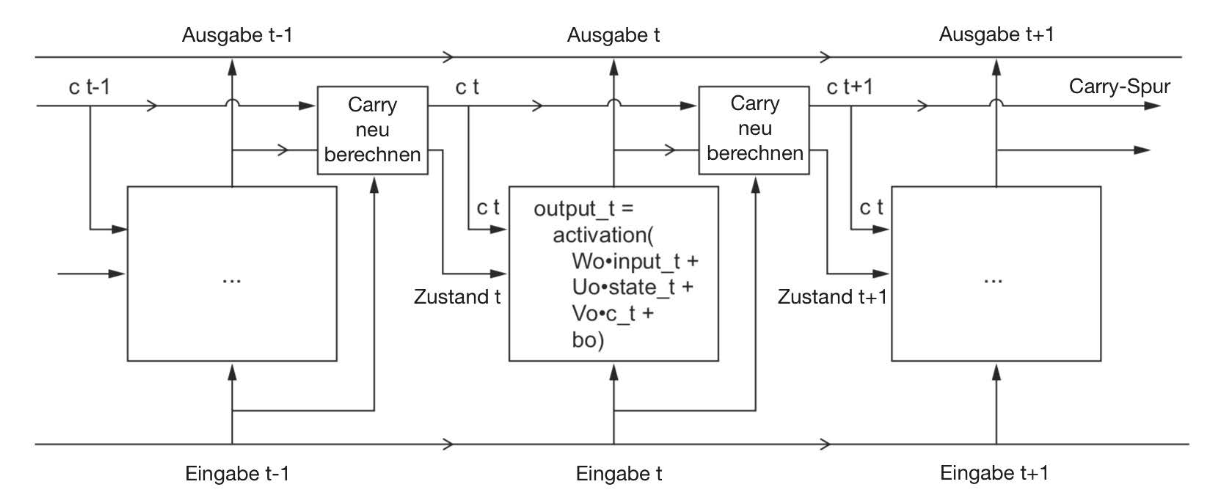 Ausgabe t-1
Ausgabe t
Ausgabe t+1
c t-1
c t
c t+1
Carry-Spur
Carry
neu
berechnen
Carry
neu
berechnen
c t
c t
...
output_t =
activation(
Wo•input_t +
Uo•state_t +
Vo•c_t +
bo)
...
Zustand t
Zustand t+1
Eingabe t-1
Eingabe t
Eingabe t+1